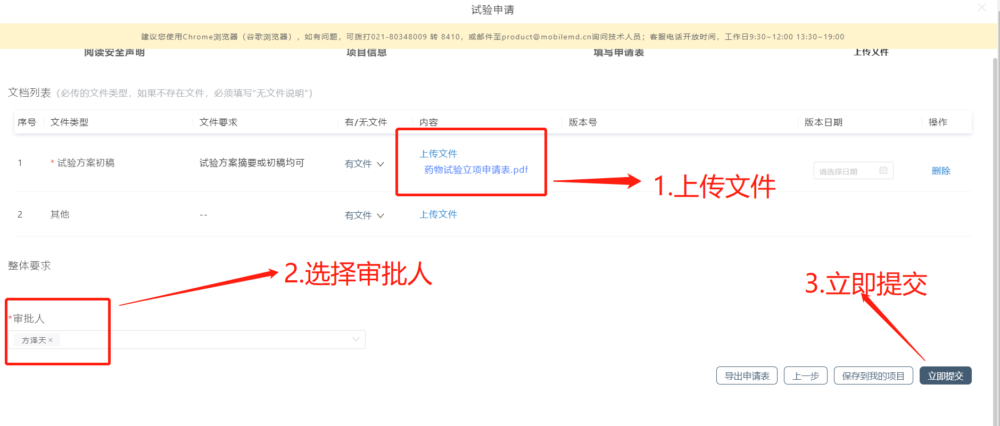 试验申请
建议您使用Chrome浏览器（谷歌浏览器），如有问题，可拨打021-80348009 转 8410，或邮件至product@mobilemd.cn询问技术人员；客服电话开放时间，工作日9:30~12:00 13:30~19:00
阅读安全声明 项目信息 填写申请表 上传文件
文档列表（必传的文件类型，如果不存在文件，必须填写“无文件说明”）
序号 文件类型 文件要求 有/无文件 内容 版本号 版本日期 操作
上传文件
1 * 试验方案初稿 试验方案摘要或初稿均可 有文件 药物试验立项申请表.pdf 请选择日期 删除
1.上传文件
2 其他 -- 有文件 上传文件
整体要求
2.选择审批人
3.立即提交
*审批人
方泽天 ×
导出申请表 上一步 保存到我的项目 立即提交